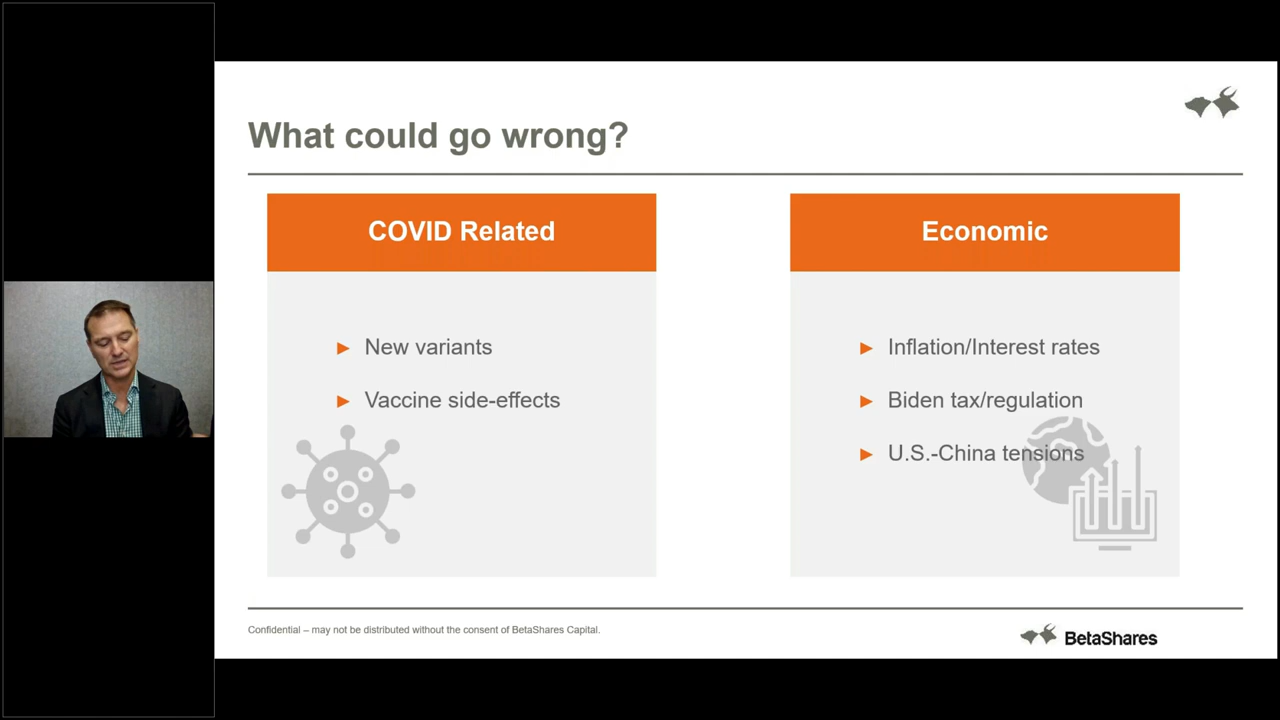 What could go wrong?
COVID Related
► New variants
► Vaccine side-effects
Economic
► Inflation/Interest rates
► Biden tax/regulation
► U.S.-China tensions
Confidential – may not be distributed without the consent of BetaShares Capital.
BetaShares